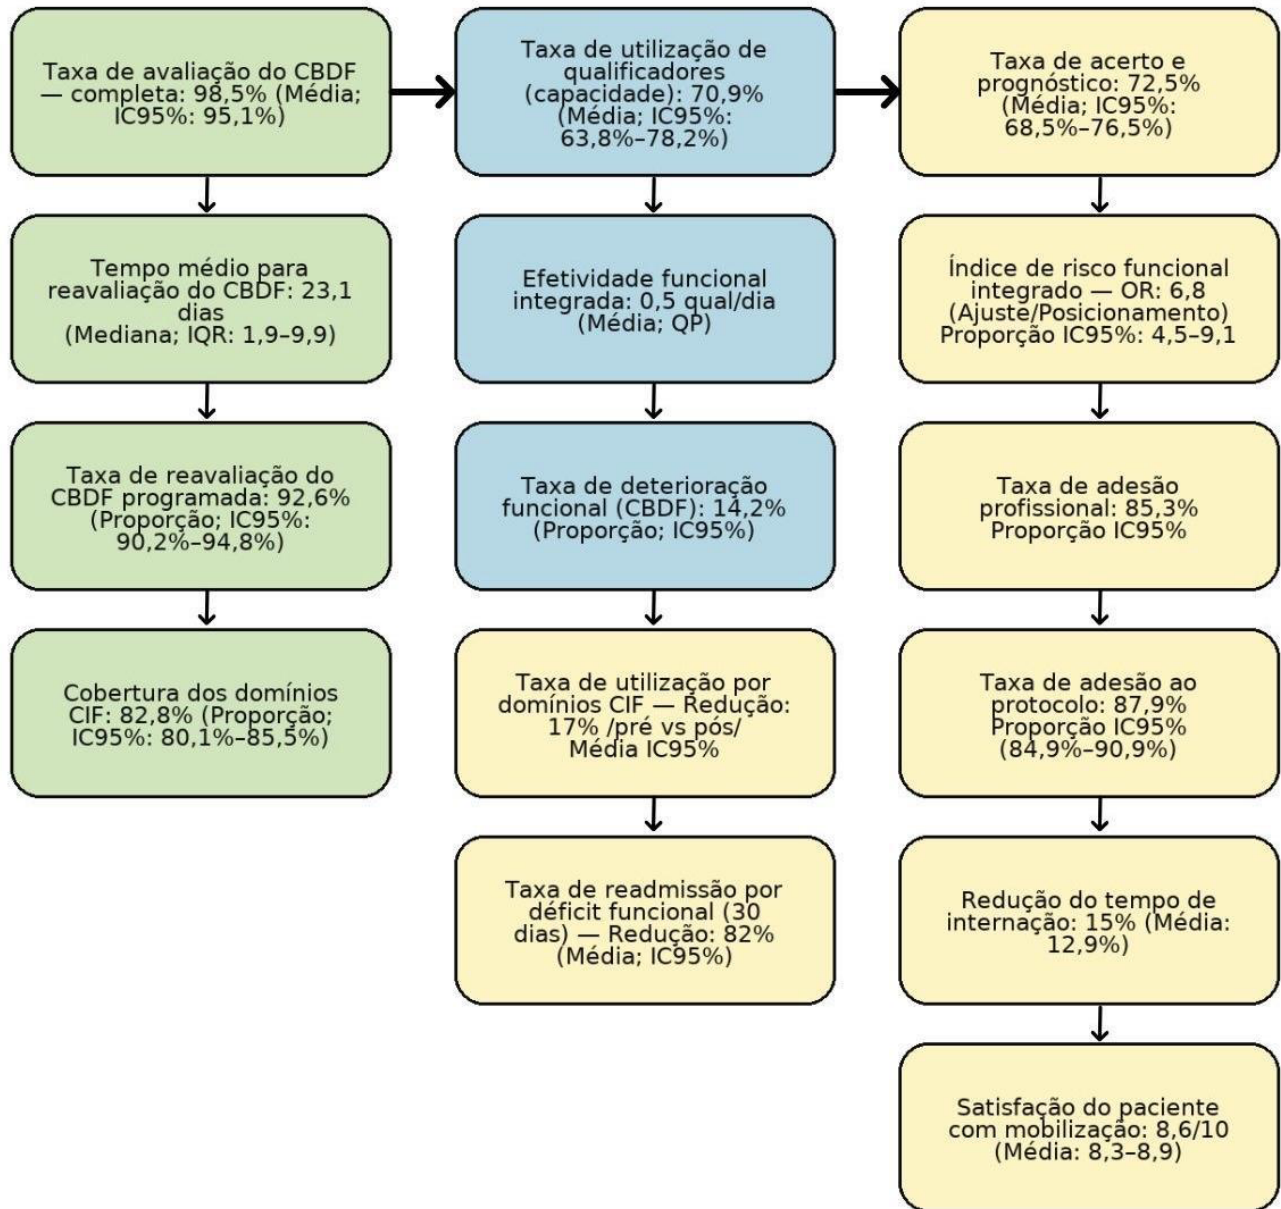 Taxa de avaliação do CBDF
— completa: 98,5% (Média;
IC95%: 95,1%)
Tempo médio para
reavaliação do CBDF: 23,1
dias
(Mediana; IQR: 1,9–9,9)
Taxa de reavaliação do
CBDF programada: 92,6%
(Proporção; IC95%:
90,2%–94,8%)
Cobertura dos domínios
CIF: 82,8% (Proporção;
IC95%: 80,1%–85,5%)
Taxa de utilização de
qualificadores
(capacidade): 70,9%
(Média; IC95%:
63,8%–78,2%)
Efetividade funcional
integrada: 0,5 qual/dia
(Média; QP)
Taxa de deterioração
funcional (CBDF): 14,2%
(Proporção; IC95%)
Taxa de utilização por
domínios CIF — Redução:
17% /pré vs pós/
Média IC95%
Taxa de readmissão por
déficit funcional (30
dias) — Redução: 82%
(Média; IC95%)
Taxa de acerto e
prognóstico: 72,5%
(Média; IC95%:
68,5%–76,5%)
Índice de risco funcional
integrado — OR: 6,8
(Ajuste/Posicionamento)
Proporção IC95%: 4,5–9,1
Taxa de adesão
profissional: 85,3%
Proporção IC95%
Taxa de adesão ao
protocolo: 87,9%
Proporção IC95%
(84,9%–90,9%)
Redução do tempo de
internação: 15% (Média:
12,9%)
Satisfação do paciente
com mobilização: 8,6/10
(Média: 8,3–8,9)